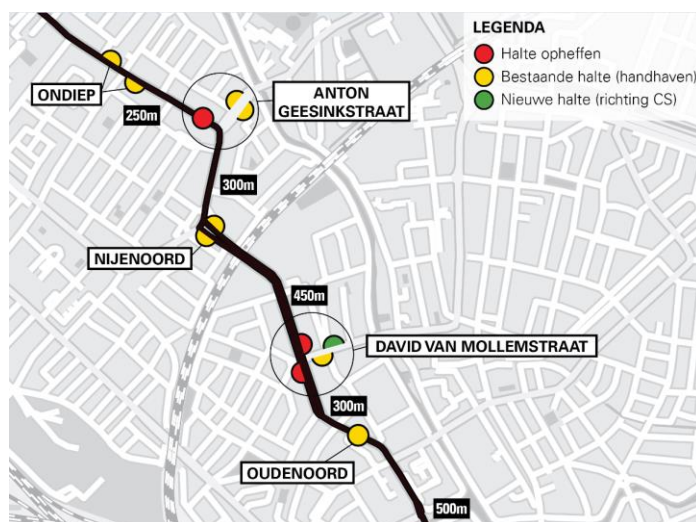 LEGENDA
Halte opheffen
Bestaande halte (handhaven)
Nieuwe halte (richting CS)
ONDIEP
ANTON
GEESINKSTRAAT
250m
300m
NIJENOORD
450m
DAVID VAN MOLLEMSTRAAT
300m
OUDENOORD
500m